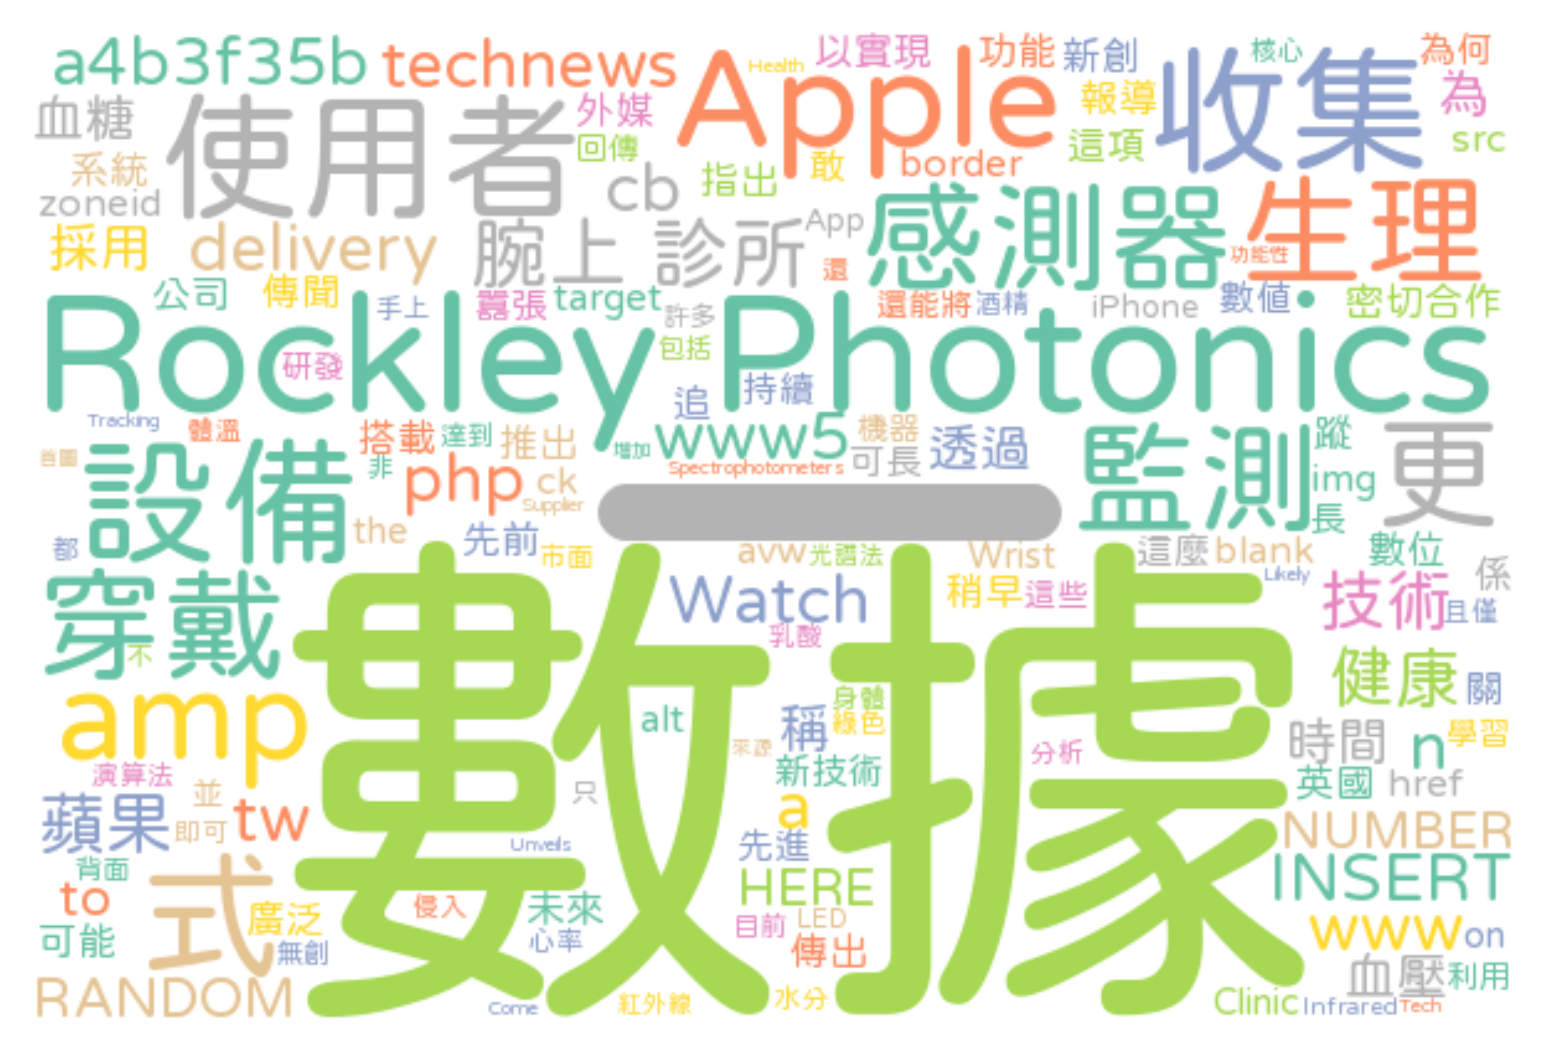 a4b3f35b technews Apple Health 以實現 功能 新創 核心 為何
血糖 使用者 外媒 回傳 收集 報導 為
系統 cb 指出 敢 border 這項 src
zoneid App 感測器 生理
採用 delivery 腕上 診所 還 功能性
公司 傳聞 手上 囂張 target 許多 還能將 酒精 iPhone 數值 密切合作
Rockley Photonics
研發 包括 追 持續
Tracking 體溫 搭載 達到 推出 增加 www5 機器 透過 蹤
首圖 設備 非 php ck Spectrophotometers 可長 監測 img 更
Supplier 長
都 the 先前 市面 一 avw 光譜法 Wrist 這麼 blank 數位 係
穿戴 不 Watch 稍早 這些 Likely 技術 且僅
數據 乳酸 健康 關
amp alt 稱 身體 綠色 來源 分析 時間 n 學習
演算法 新技術 英國 href
蘋果 並 即可 tw 只 a NUMBER
背面 Unveils 先進 INSERT
to 式 廣泛 侵入 未來 HERE www on
可能 無創 心率 目前 LED 傳出 血壓 利用
RANDOM Come 紅外線 水分 Clinic Infrared Tech